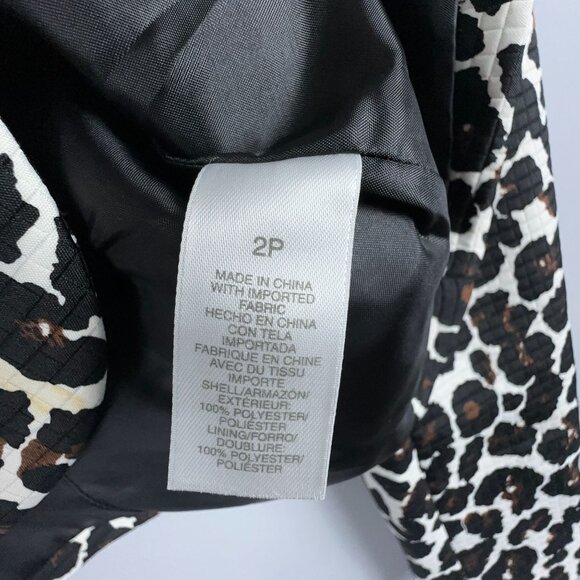 2P
MADE IN CHINA
WITH IMPORTED
FABRIC
HECHO EN CHINA
CON TELA
IMPORTADA
FABRIQUE EN CHINE
AVEC DU TISSU
IMPORTE
SHELL/ARMAZÓN/
EXTÉRIEUR:
100% POLYESTER/
POLIÉSTER
LINING/FORRO/
DOUBLURE
100% POLYESTER/
POLIÉSTER